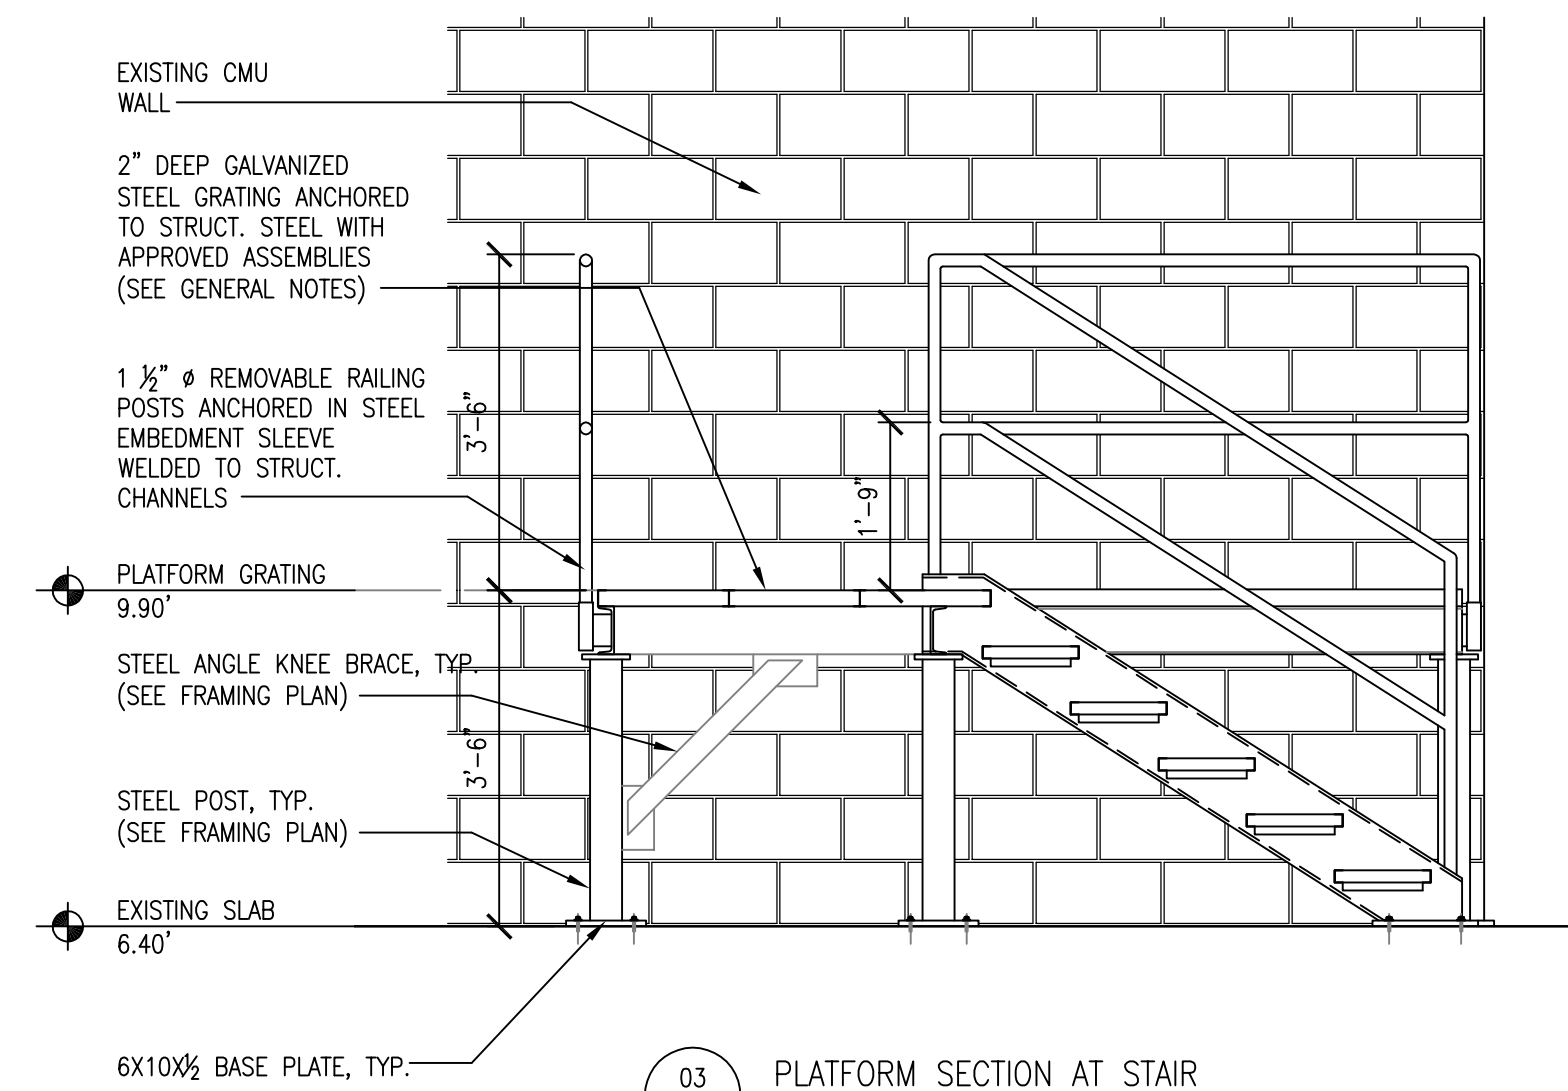 EXISTING CMU
WALL
2” DEEP GALVANIZED
STEEL GRATING ANCHORED
TO STRUCT. STEEL WITH
APPROVED ASSEMBLIES
(SEE GENERAL NOTES)
1 ½” ø REMOVABLE RAILING
POSTS ANCHORED IN STEEL
EMBEDMENT SLEEVE
WELDED TO STRUCT.
CHANNELS
3’-6”
1’-9”
PLATFORM GRATING
9.90’
STEEL ANGLE KNEE BRACE, TYP.
(SEE FRAMING PLAN)
3’-6”
STEEL POST, TYP.
(SEE FRAMING PLAN)
EXISTING SLAB
6.40’
6X10X½ BASE PLATE, TYP.
03
PLATFORM SECTION AT STAIR